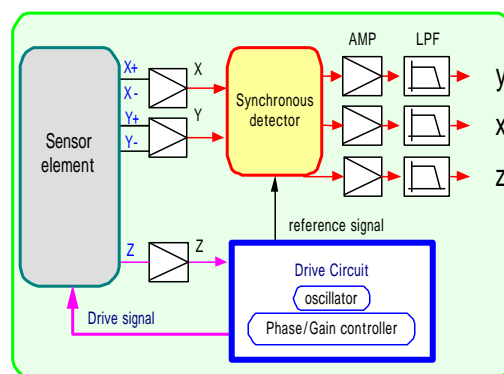 AMP LPF
X+ X
X-
Y+ Y
Y-
Sensor
element
Synchronous
detector
y
x
z
reference signal
Z Z
Drive Circuit
oscillator
Phase/Gain controller
Drive signal